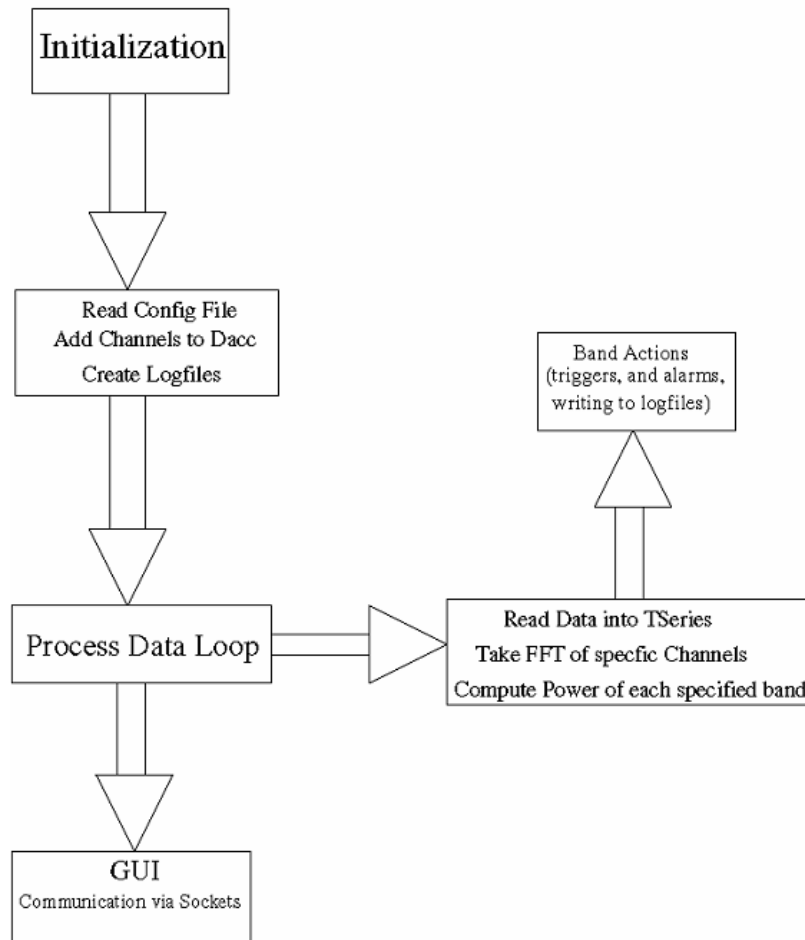 Initialization
Read Config File
Add Channels to Dacc
Create Logfiles
Band Actions
(triggers, and alarms,
writing to logfiles)
Process Data Loop
Read Data into TSeries
Take FFT of specfic Channels
Compute Power of each specified band
GUI
Communication via Sockets